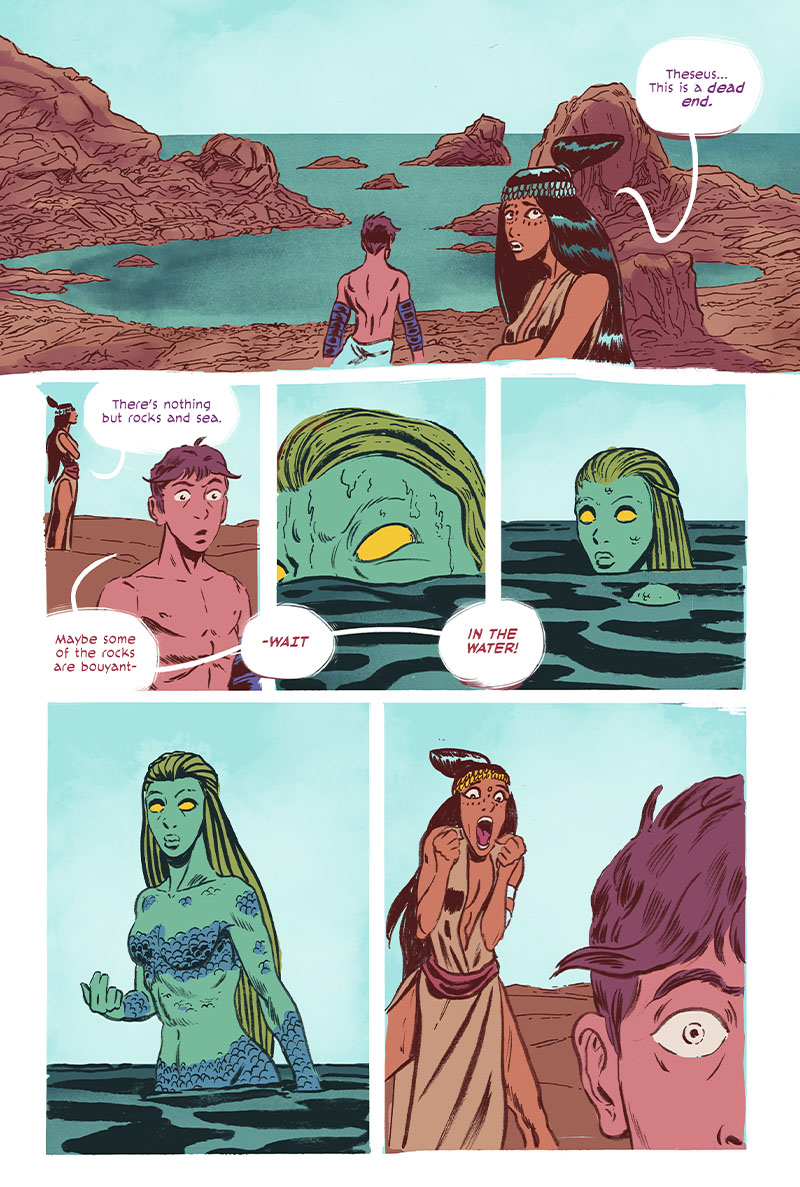 Theseus...
This is a dead
end.
There's nothing
but rocks and sea.
Maybe some
of the rocks
are bouyant-
-WAIT
IN THE
WATER!